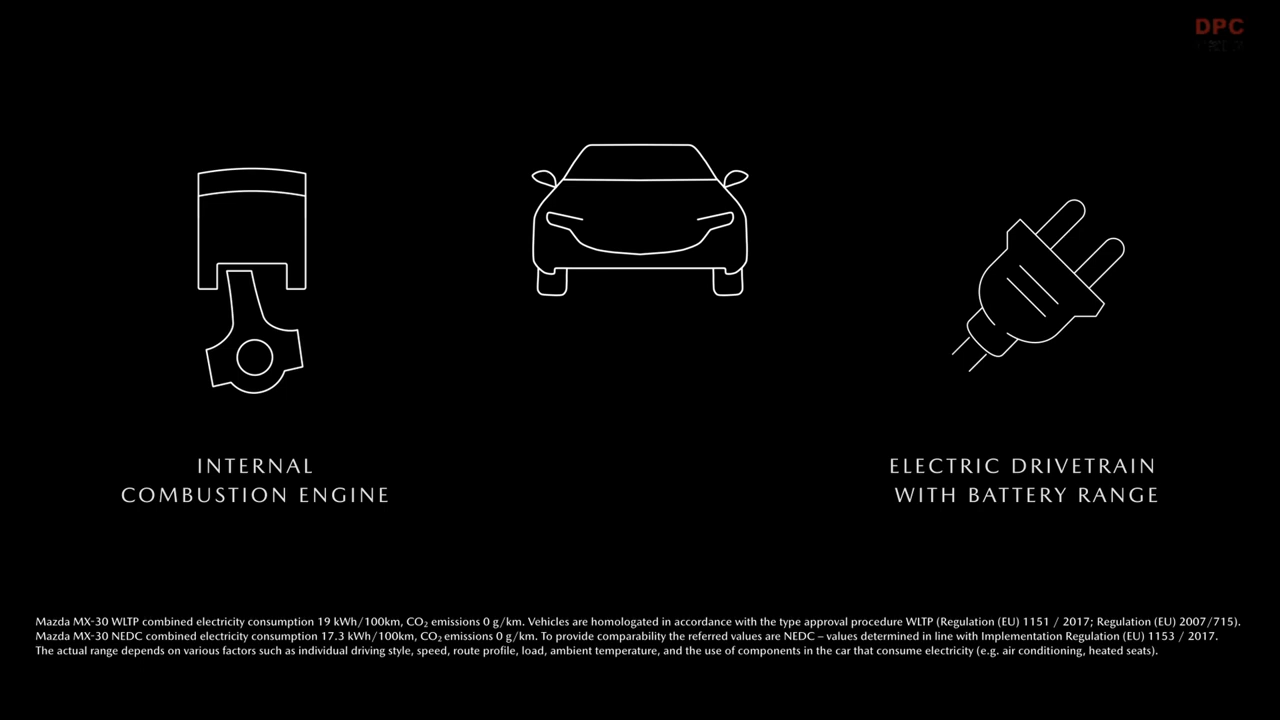 DPC
INTERNAL
COMBUSTION ENGINE
ELECTRIC DRIVETRAIN
WITH BATTERY RANGE
Mazda MX-30 WLTP combined electricity consumption 19 kWh/100km, CO₂ emissions 0 g/km. Vehicles are homologated in accordance with the type approval procedure WLTP (Regulation (EU) 1151 / 2017; Regulation (EU) 2007/715).
Mazda MX-30 NEDC combined electricity consumption 17.3 kWh/100km, CO₂ emissions 0 g/km. To provide comparability the referred values are NEDC – values determined in line with Implementation Regulation (EU) 1153 / 2017.
The actual range depends on various factors such as individual driving style, speed, route profile, load, ambient temperature, and the use of components in the car that consume electricity (e.g. air conditioning, heated seats).